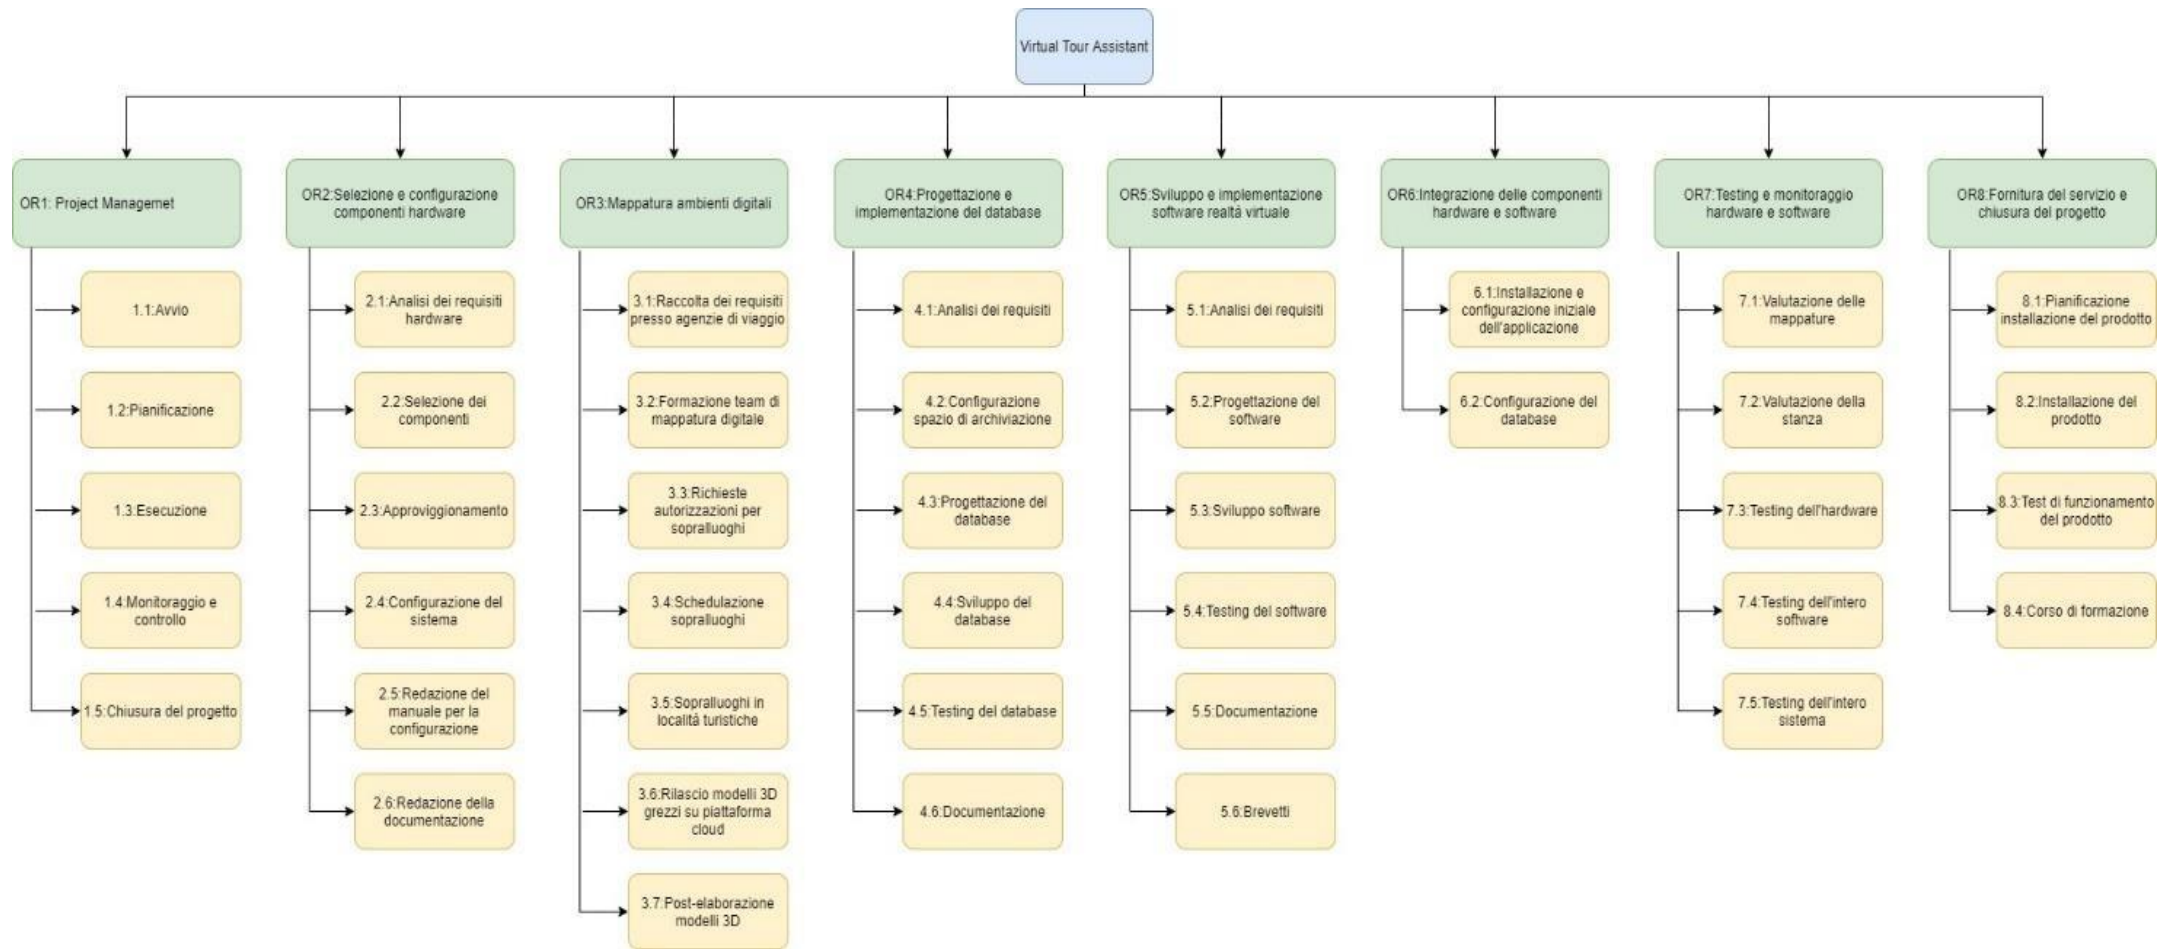 Virtual Tour Assistant
OR1: Project Managemet
OR2:Selezione e configurazione
componenti hardware
OR3:Mappatura ambienti digitali
OR4:Progettazione e
implementazione del database
OR5:Sviluppo e implementazione
software realtà virtuale
OR6:Integrazione delle componenti
hardware e software
OR7:Testing e monitoraggio
hardware e software
OR8:Fornitura del servizio e
chiusura del progetto
1.1:Avvio
1.2:Pianificazione
1.3:Esecuzione
1.4:Monitoraggio e
controllo
1.5:Chiusura del progetto
2.1:Analisi dei requisiti
hardware
2.2:Selezione dei
componenti
2.3:Approviggionamento
2.4:Configurazione del
sistema
2.5:Redazione del
manuale per la
configurazione
2.6:Redazione della
documentazione
3.1:Raccolta dei requisiti
presso agenzie di viaggio
3.2:Formazione team di
mappatura digitale
3.3:Richieste
autorizzazioni per
sopralluoghi
3.4:Schedulazione
sopralluoghi
3.5:Sopralluoghi in
località turistiche
3.6:Rilascio modelli 3D
grezzi su piattaforma
cloud
3.7:Post-elaborazione
modelli 3D
4.1:Analisi dei requisiti
4.2:Configurazione
spazio di archiviazione
4.3:Progettazione del
database
4.4:Sviluppo del
database
4.5:Testing del database
4.6:Documentazione
5.1:Analisi dei requisiti
5.2:Progettazione del
software
5.3:Sviluppo software
5.4:Testing del software
5.5:Documentazione
5.6:Brevetti
6.1:Installazione e
configurazione iniziale
dell'applicazione
6.2:Configurazione del
database
7.1:Valutazione delle
mappature
7.2:Valutazione della
stanza
7.3:Testing dell'hardware
7.4:Testing dell'intero
software
7.5:Testing dell'intero
sistema
8.1:Pianificazione
installazione del prodotto
8.2:Installazione del
prodotto
8.3:Test di funzionamento
del prodotto
8.4:Corso di formazione